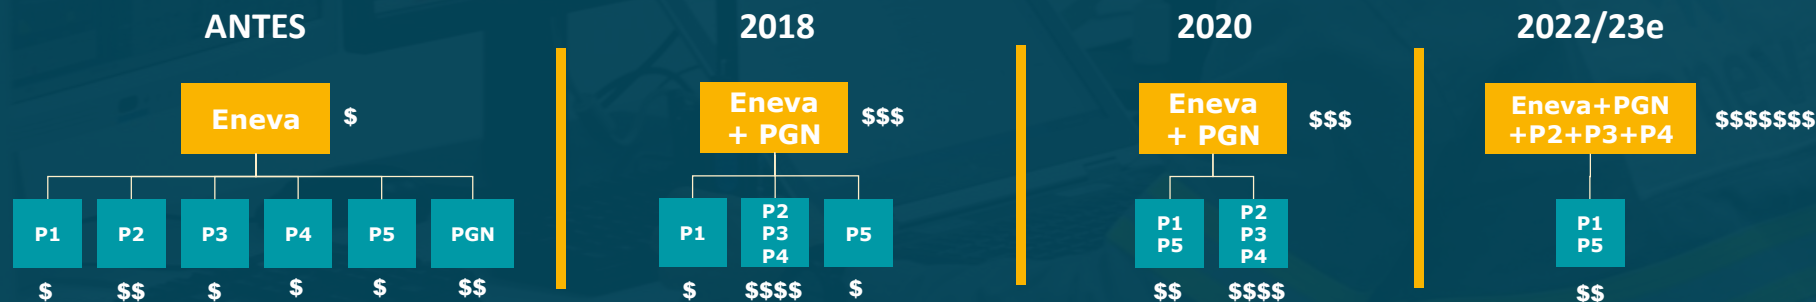 ANTES
Eneva $
P1 P2 P3 P4 P5 PGN
$ $$ $ $ $ $$
2018
Eneva
+ PGN
$$$
P1
P2
P3
P4
P5
$ $$$$ $
2020
Eneva
+ PGN
$$$
P1
P5
P2
P3
P4
$$ $$$$
2022/23e
Eneva+PGN
+P2+P3+P4
$$$$$$$
P1
P5
$$